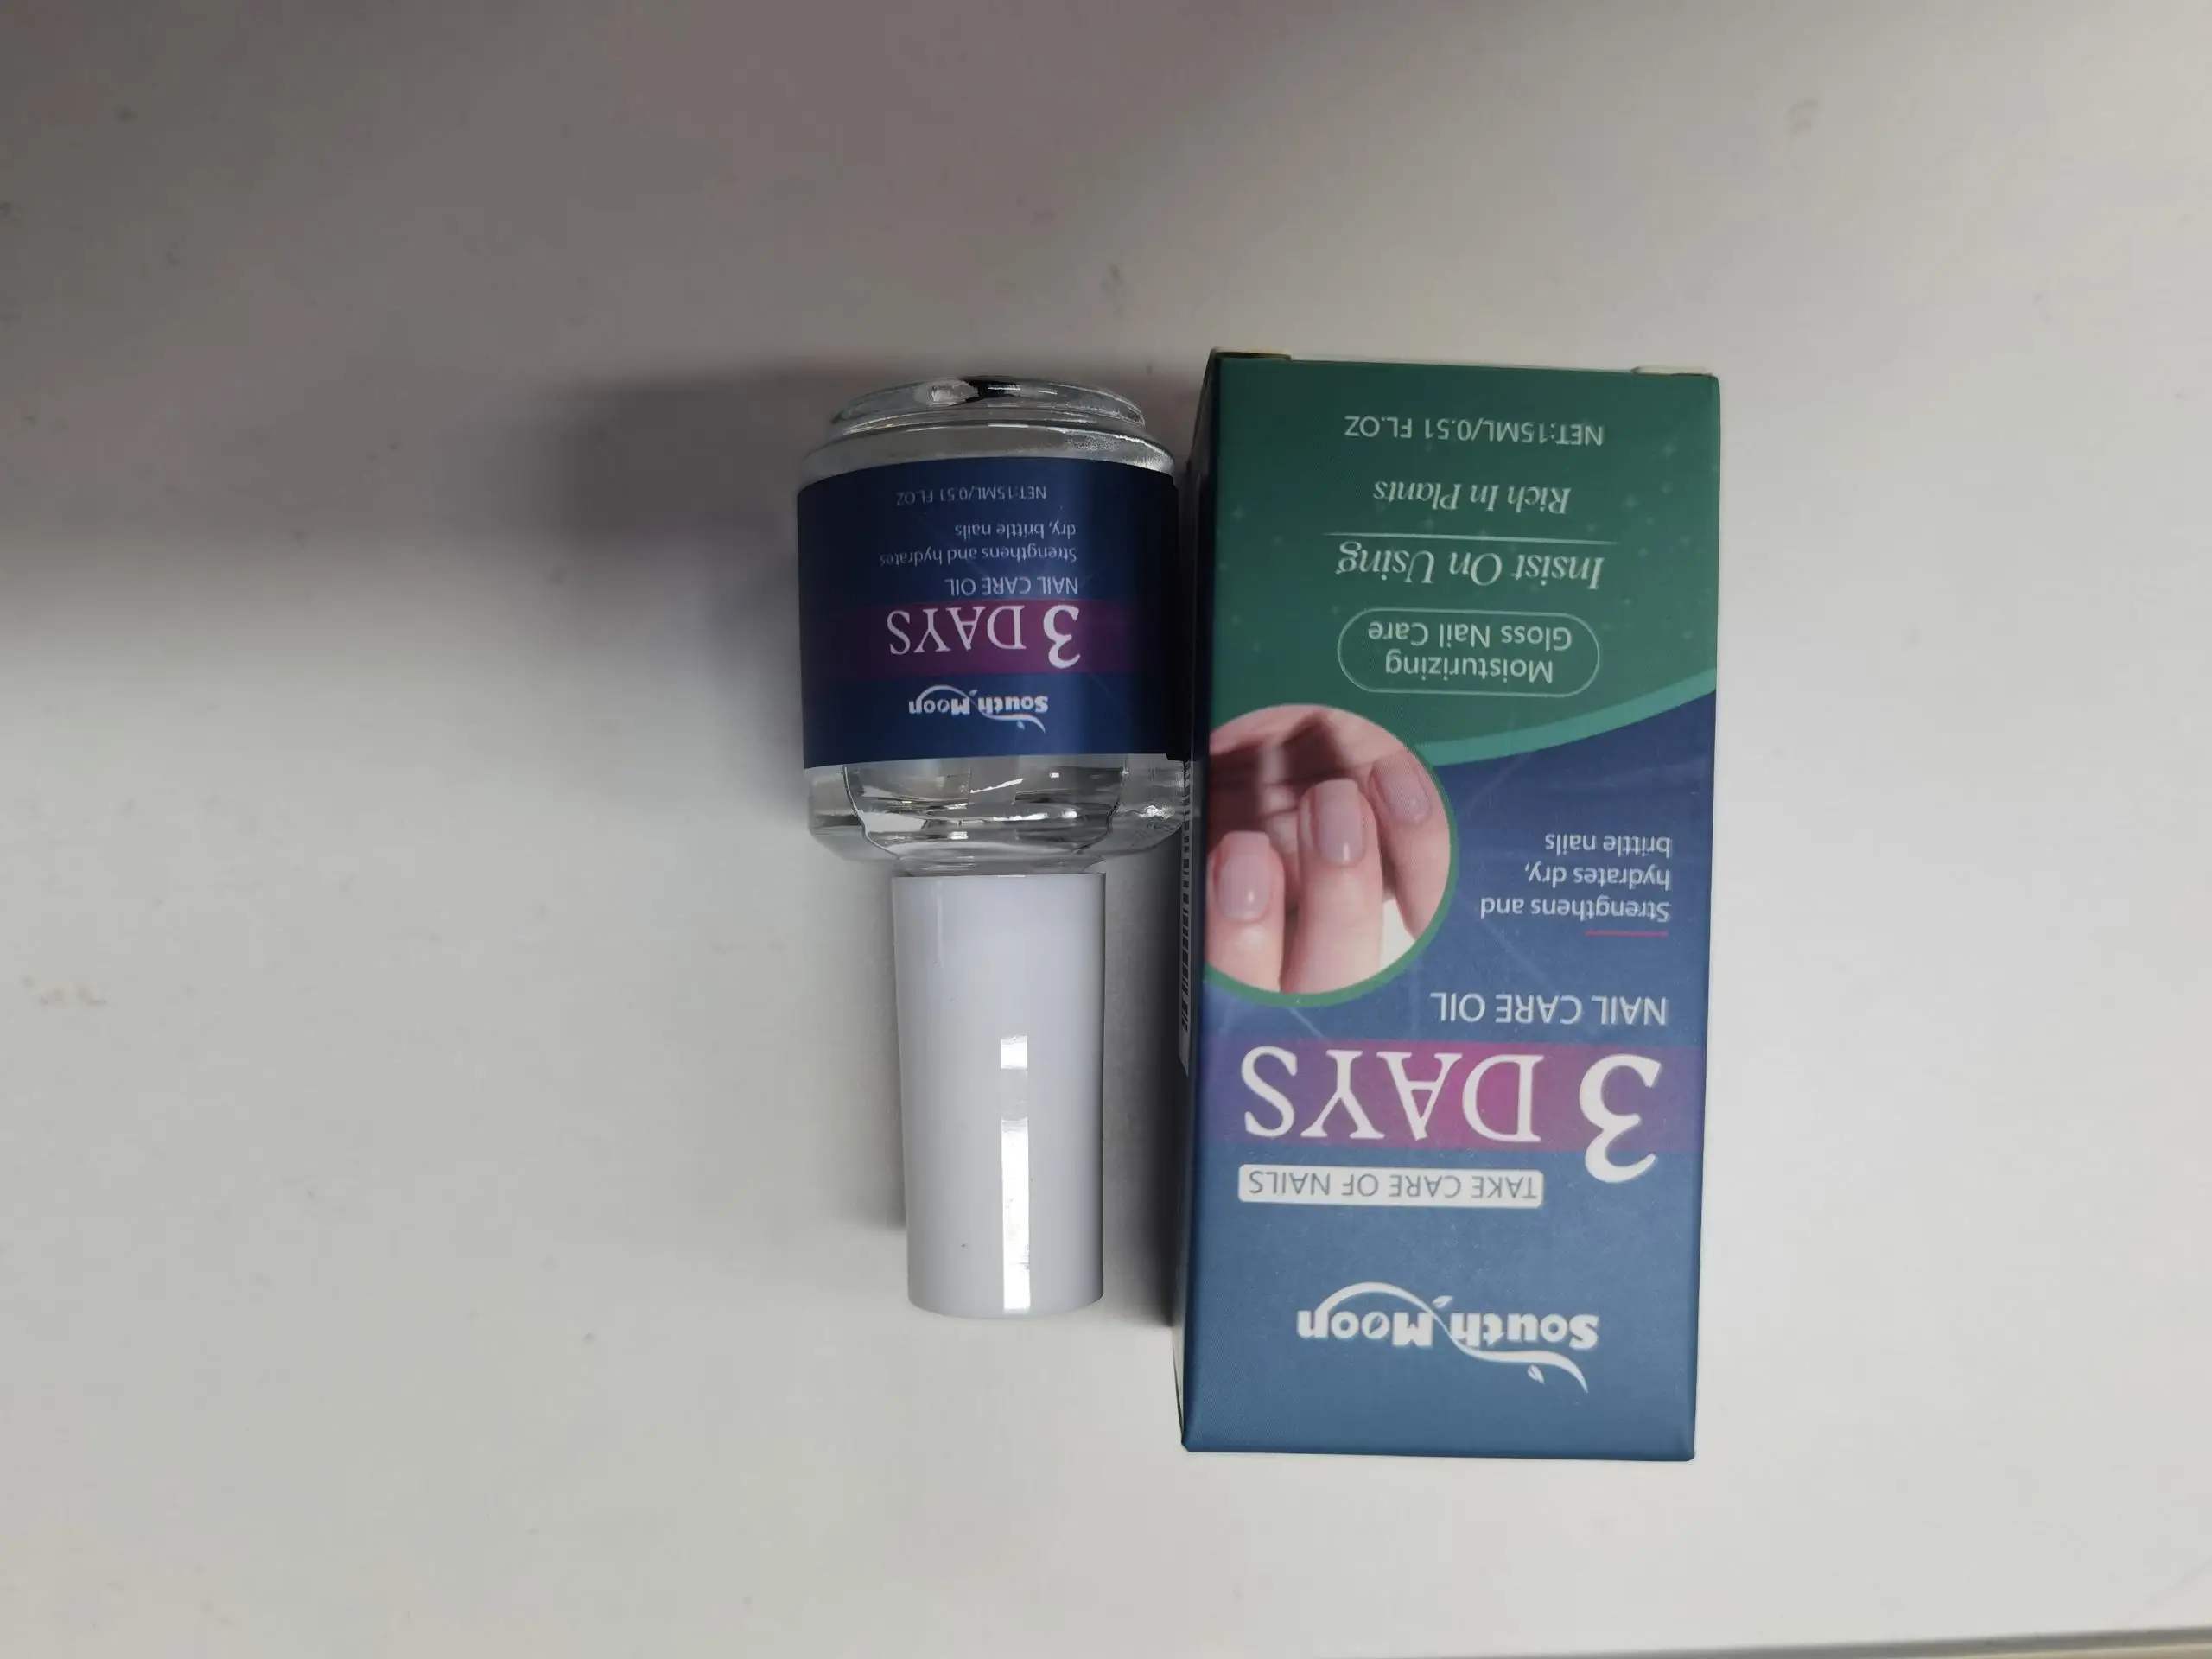 South Moon
TAKE CARE OF NAILS
3 DAYS
NAIL CARE OIL
Strengthens and
hydrates dry,
brittle nails
Moisturizing
Gloss Nail Care
Insist On Using
Rich In Plants
NET:15ML/0.51 FL.OZ
South Moon
3 DAYS
NAIL CARE OIL
Strengthens and hydrates
dry, brittle nails
NET:15ML/0.51 FL.OZ